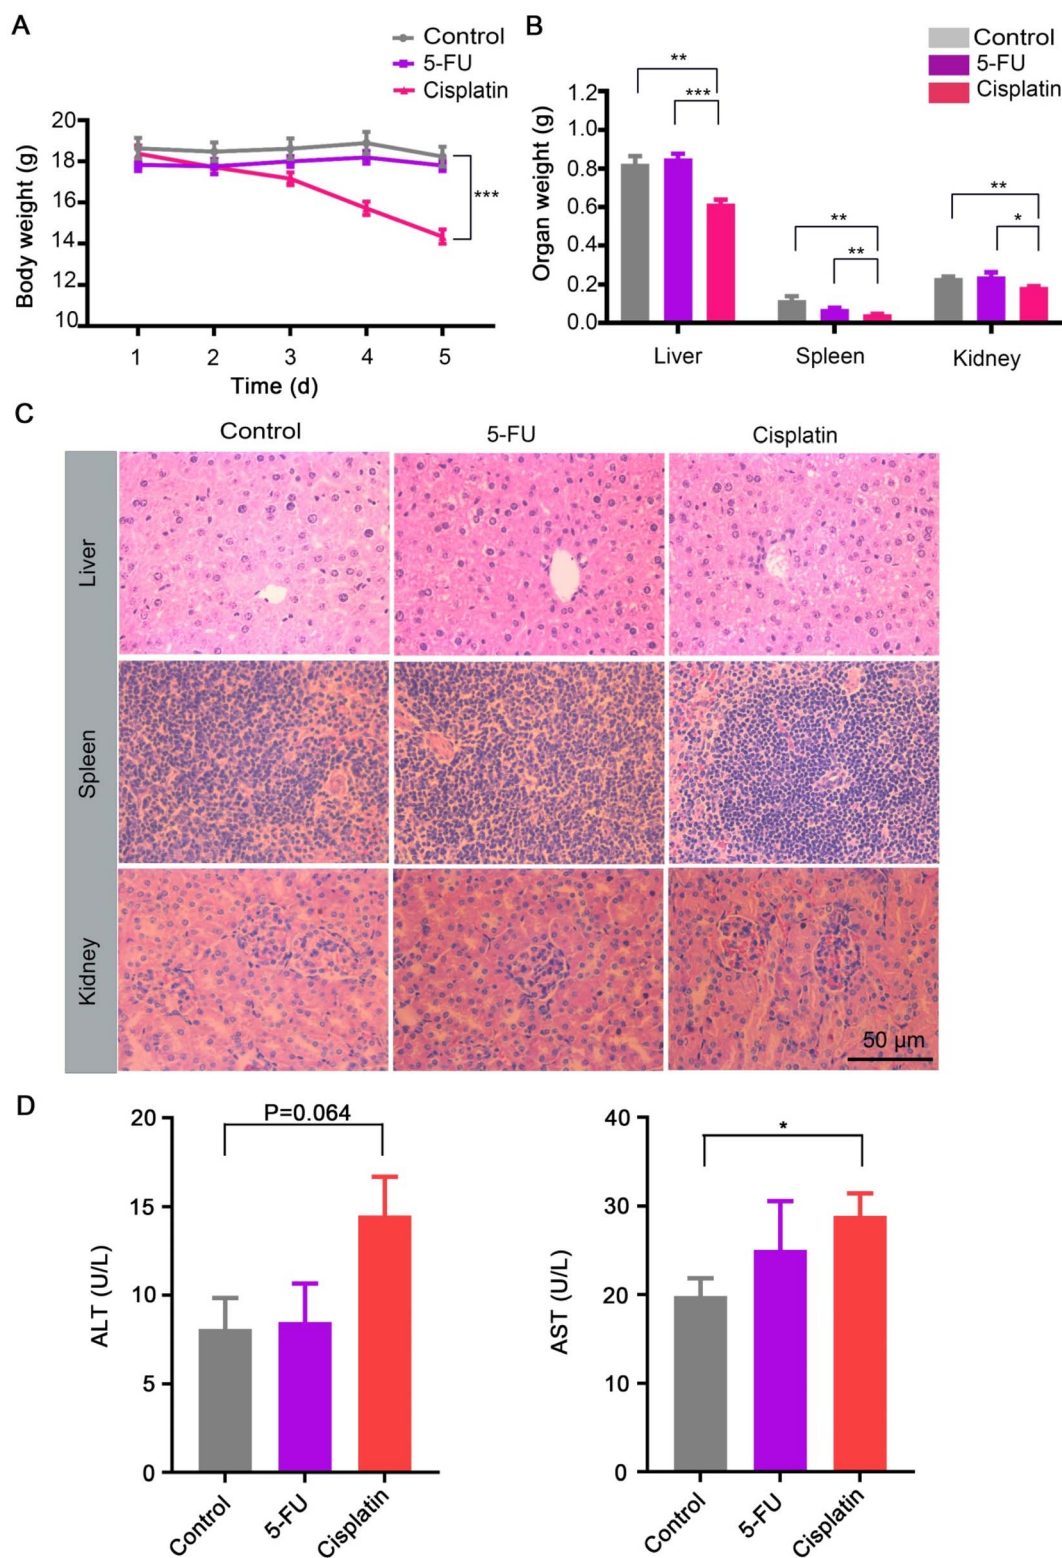 A
Control
5-FU
Cisplatin
Body weight (g)
20
18
16
14
12
10
***
1 2 3 4 5
Time (d)
B
Control
5-FU
Cisplatin
Organ weight (g)
1.2
1.0
0.8
0.6
0.4
0.2
0.0
**
***
**
**
**
*
Liver Spleen Kidney
C
Control 5-FU Cisplatin
Liver
Spleen
Kidney
50 µm
D
ALT (U/L)
20
15
10
5
0
P=0.064
Control 5-FU Cisplatin
AST (U/L)
40
30
20
10
0
*
Control 5-FU Cisplatin